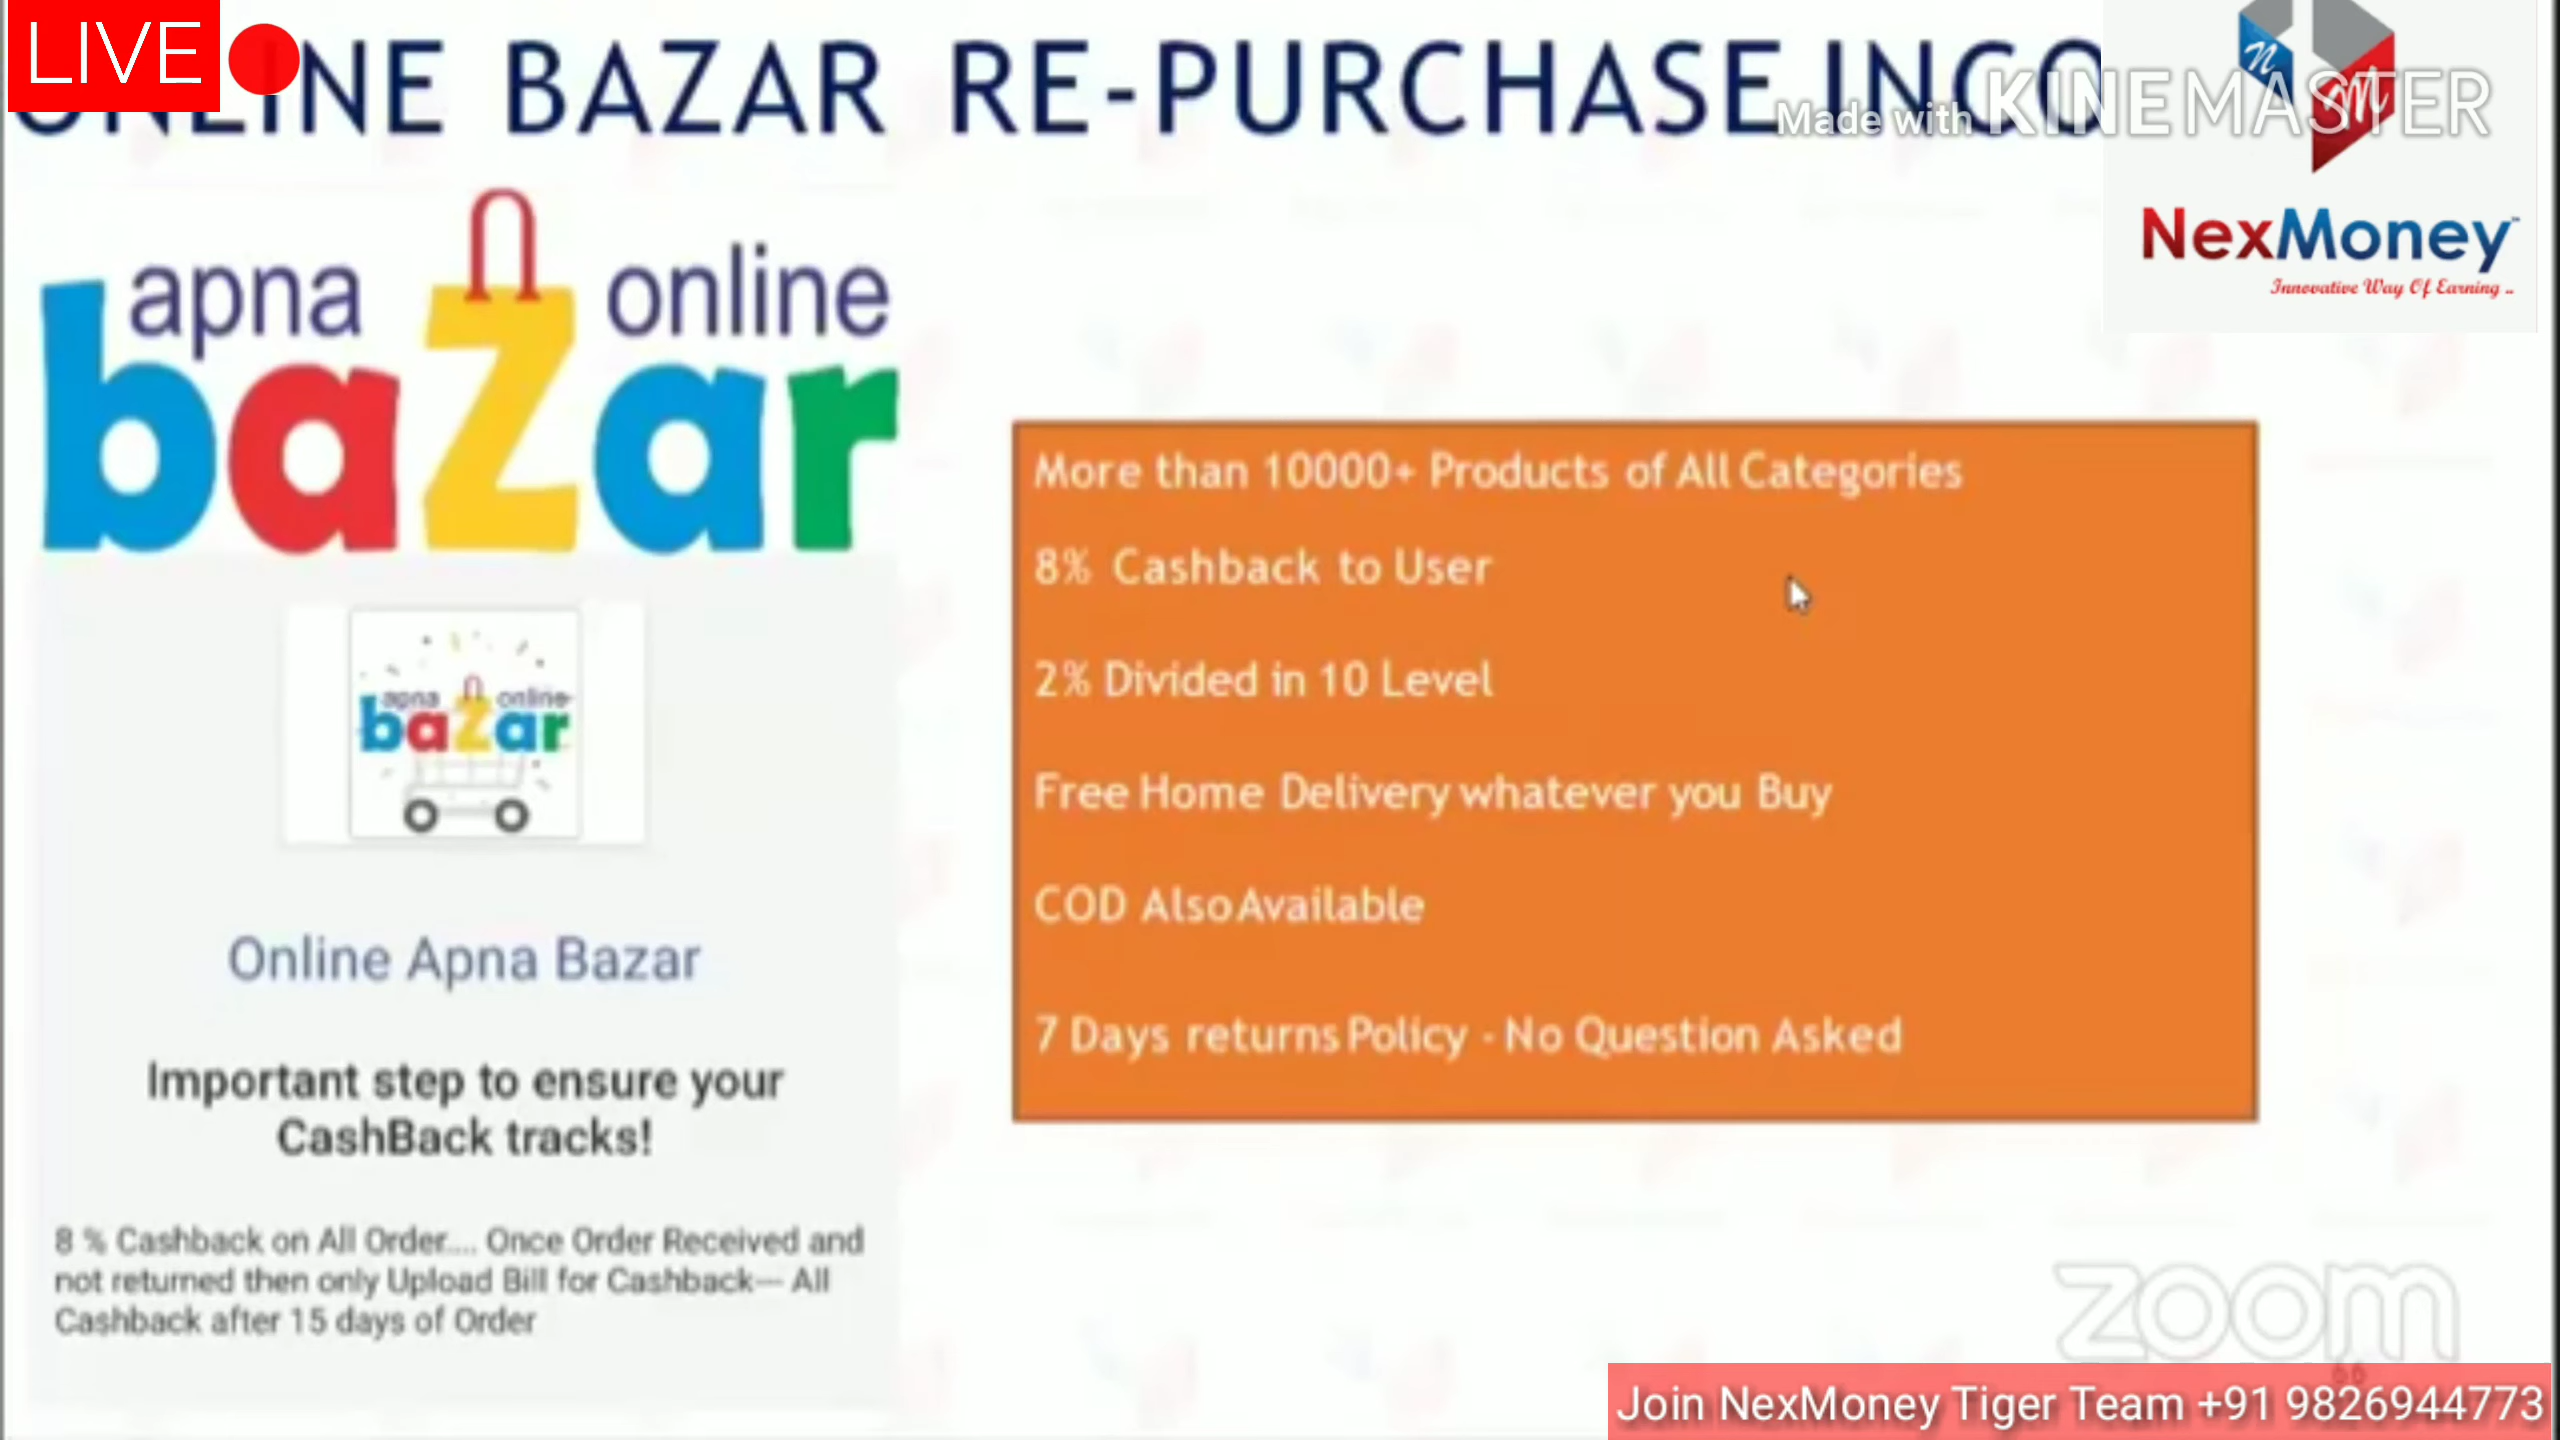 LIVE
ONLINE BAZAR RE-PURCHASE INCO
Made with KINEMASTER
NexMoney
Innovative Way Of Earning ..
apna online
bazar
More than 10000+ Products of All Categories
8% Cashback to User
2% Divided in 10 Level
Free Home Delivery whatever you Buy
COD Also Available
7 Days returns Policy - No Question Asked
apna online
bazar
Online Apna Bazar
Important step to ensure your
CashBack tracks!
8 % Cashback on All Order.... Once Order Received and
not returned then only Upload Bill for Cashback--- All
Cashback after 15 days of Order
zoom
66
Join NexMoney Tiger Team +91 9826944773